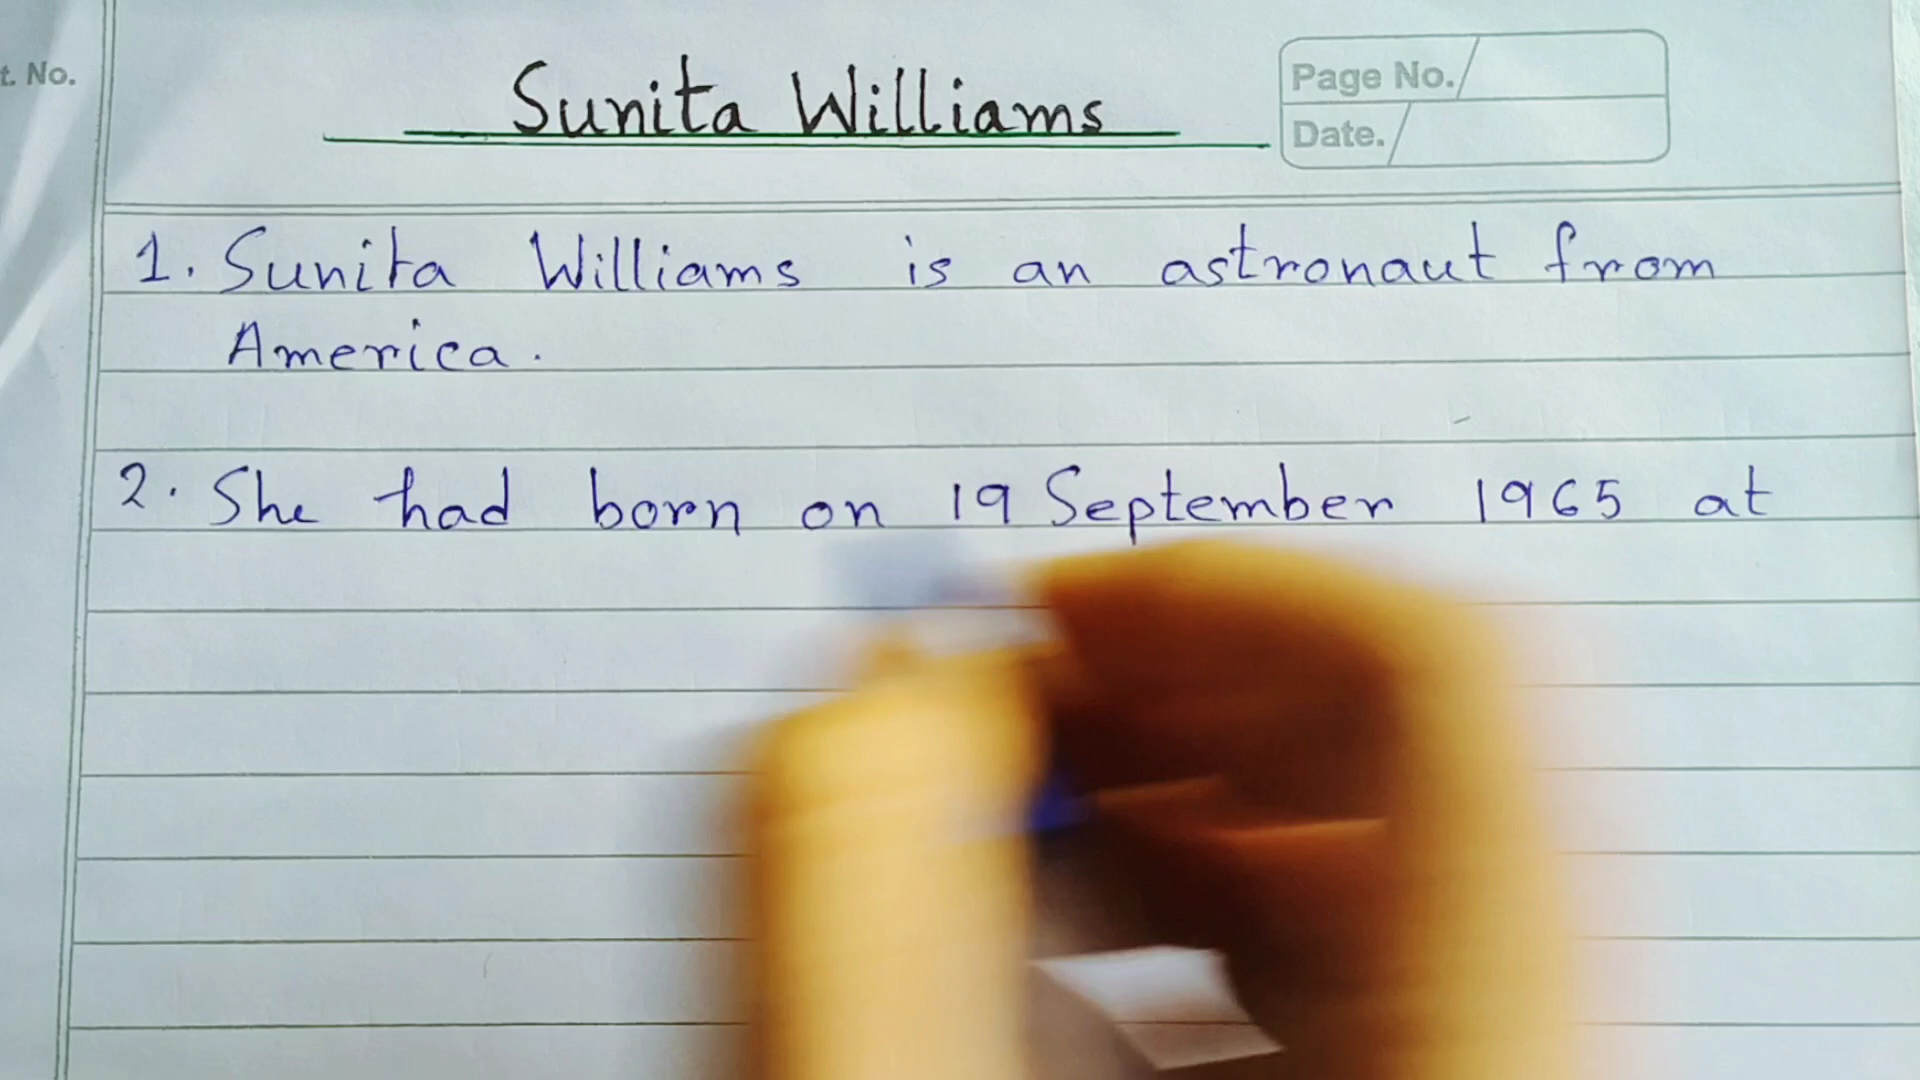 t. No.
Sunita Williams
Page No.
Date.
1. Sunita Williams is an astronaut from
America.
2. She had born on 19 September 1965 at